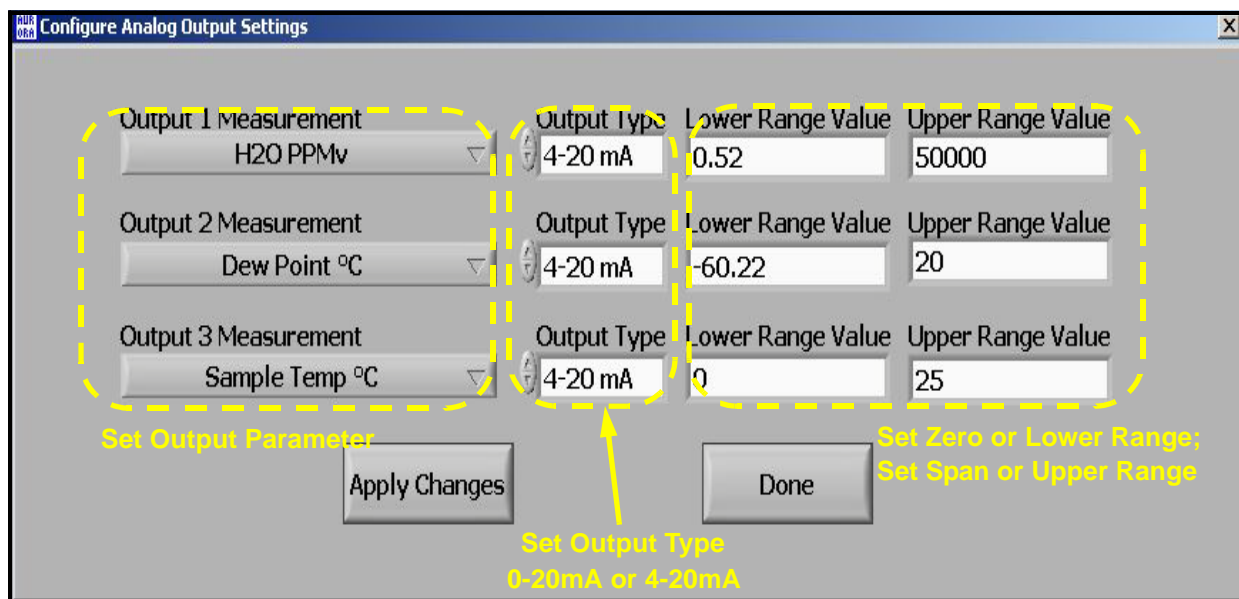 AUR
ORA
Configure Analog Output Settings
X
Output 1 Measurement Output Type Lower Range Value Upper Range Value
H2O PPMv 4-20 mA 0.52 50000
Output 2 Measurement Output Type Lower Range Value Upper Range Value
Dew Point ºC 4-20 mA -60.22 20
Output 3 Measurement Output Type Lower Range Value Upper Range Value
Sample Temp ºC 4-20 mA 0 25
Set Output Parameter
Set Zero or Lower Range;
Set Span or Upper Range
Apply Changes
Done
Set Output Type
0-20mA or 4-20mA